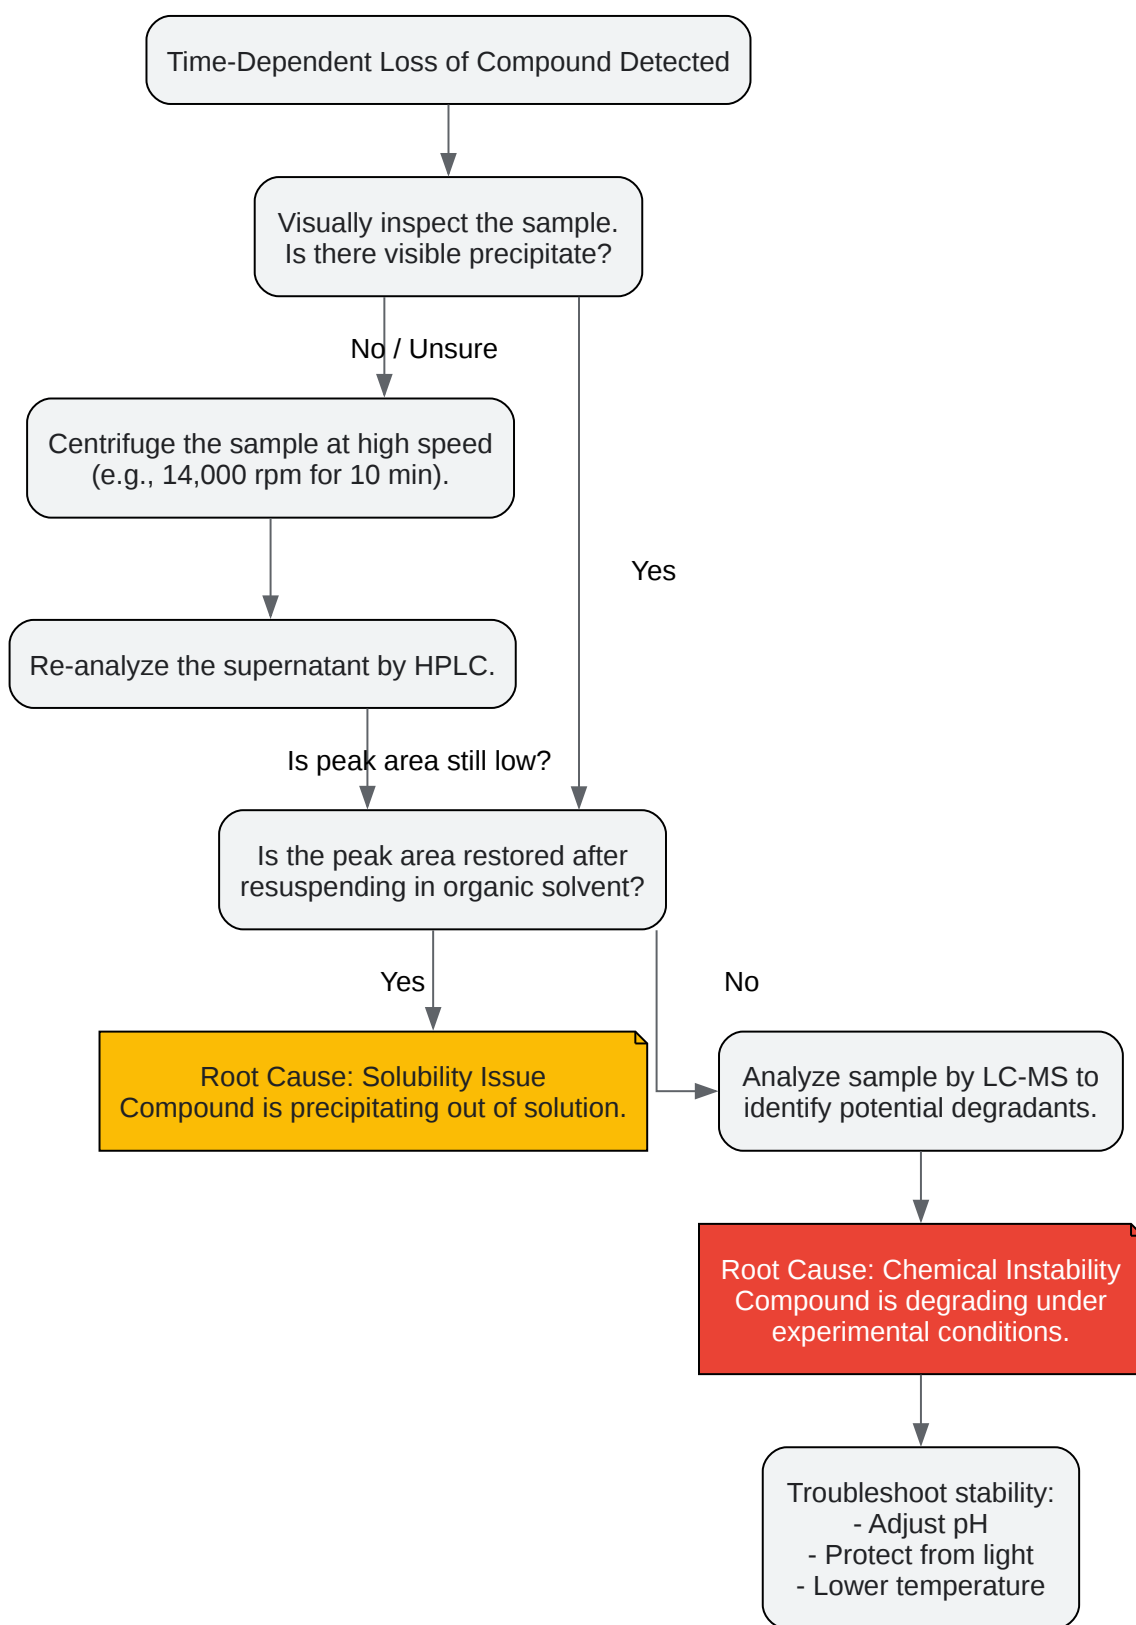 Time-Dependent Loss of Compound Detected
Visually inspect the sample.
Is there visible precipitate?
No / Unsure
Centrifuge the sample at high speed
(e.g., 14,000 rpm for 10 min).
Yes
Re-analyze the supernatant by HPLC.
Is peak area still low?
Is the peak area restored after
resuspending in organic solvent?
Yes
No
Root Cause: Solubility Issue
Compound is precipitating out of solution.
Analyze sample by LC-MS to
identify potential degradants.
Root Cause: Chemical Instability
Compound is degrading under
experimental conditions.
Troubleshoot stability:
- Adjust pH
- Protect from light
- Lower temperature